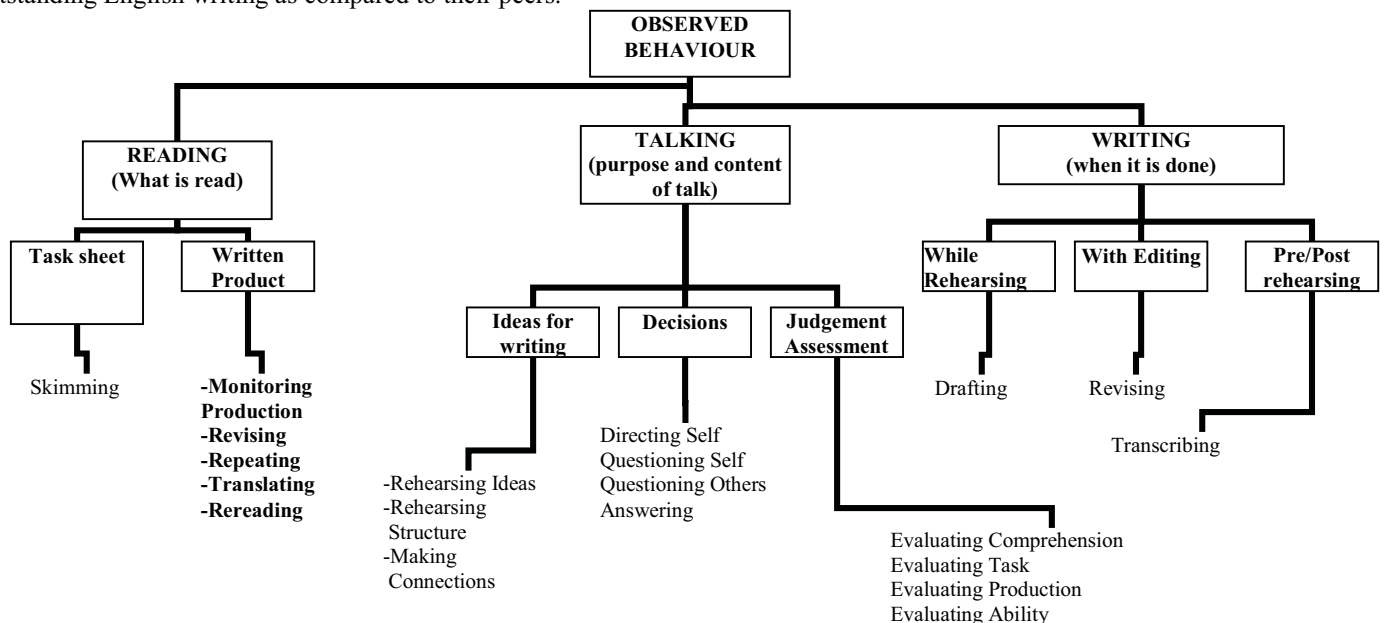 tstanding English writing as compared to their peers.
OBSERVED
BEHAVIOUR
READING
(What is read)
TALKING
(purpose and content
of talk)
WRITING
(when it is done)
Task sheet
Written
Product
While
Rehearsing
With Editing
Pre/Post
rehearsing
Ideas for
writing
Decisions
Judgement
Assessment
Skimming
-Monitoring
Production
-Revising
-Repeating
-Translating
-Rereading
Drafting
Revising
Transcribing
-Rehearsing Ideas
-Rehearsing
Structure
-Making
Connections
Directing Self
Questioning Self
Questioning Others
Answering
Evaluating Comprehension
Evaluating Task
Evaluating Production
Evaluating Ability